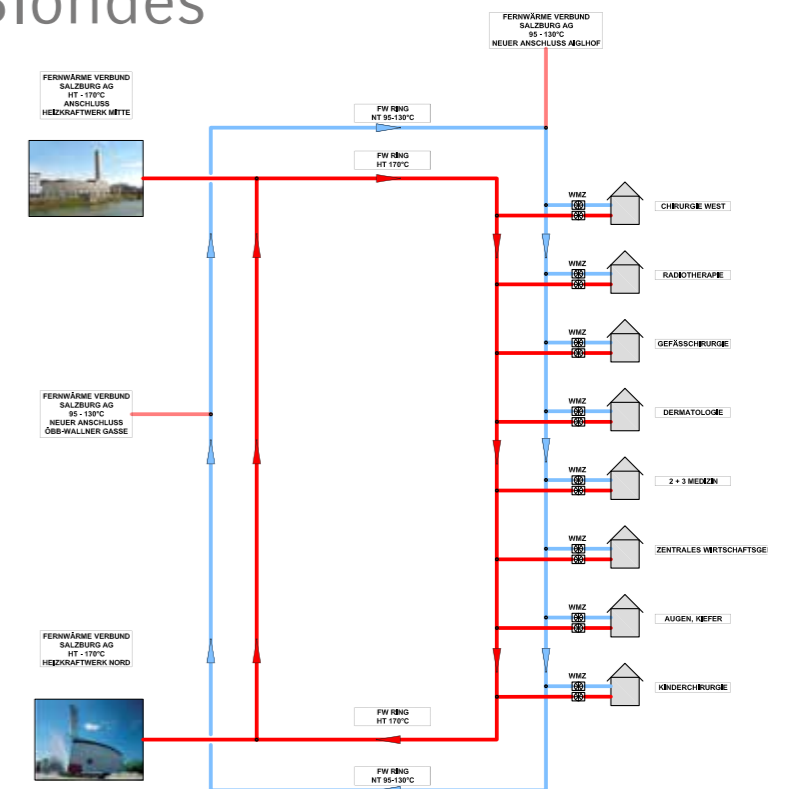 Blondes
FERNWÄRME VERBUND
SALZBURG AG
95 - 130°C
NEUER ANSCHLUSS AIGLHOF
FERNWÄRME VERBUND
SALZBURG AG
HT - 170°C
ANSCHLUSS
HEIZKRAFTWERK MITTE
FW RING
NT 95-130°C
FW RING
HT 170°C
WMZ
CHIRURGIE WEST
WMZ
RADIOTHERAPIE
WMZ
GEFÄSSCHIRURGIE
FERNWÄRME VERBUND
SALZBURG AG
95 - 130°C
NEUER ANSCHLUSS
ÖBB-WALLNER GASSE
WMZ
DERMATOLOGIE
WMZ
2 + 3 MEDIZIN
WMZ
ZENTRALES WIRTSCHAFTSGE
WMZ
AUGEN, KIEFER
FERNWÄRME VERBUND
SALZBURG AG
HT - 170°C
HEIZKRAFTWERK NORD
WMZ
KINDERCHIRURGIE
FW RING
HT 170°C
FW RING
NT 95-130°C